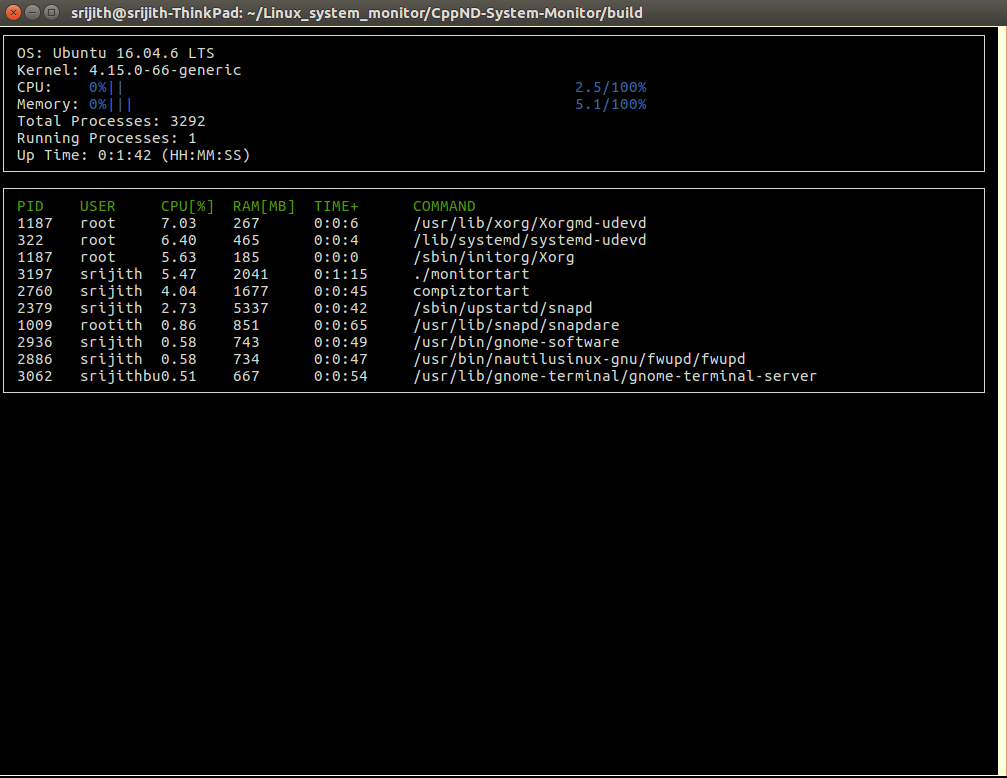 srijith@srijith-ThinkPad: ~/Linux_system_monitor/CppND-System-Monitor/build
OS: Ubuntu 16.04.6 LTS
Kernel: 4.15.0-66-generic
CPU: 0%|| 2.5/100%
Memory: 0%||| 5.1/100%
Total Processes: 3292
Running Processes: 1
Up Time: 0:1:42 (HH:MM:SS)
PID USER CPU[%] RAM[MB] TIME+ COMMAND
1187 root 7.03 267 0:0:6 /usr/lib/xorg/Xorgmd-udevd
322 root 6.40 465 0:0:4 /lib/systemd/systemd-udevd
1187 root 5.63 185 0:0:0 /sbin/initorg/Xorg
3197 srijith 5.47 2041 0:1:15 ./monitortart
2760 srijith 4.04 1677 0:0:45 compiztortart
2379 srijith 2.73 5337 0:0:42 /sbin/upstartd/snapd
1009 rootith 0.86 851 0:0:65 /usr/lib/snapd/snapdare
2936 srijith 0.58 743 0:0:49 /usr/bin/gnome-software
2886 srijith 0.58 734 0:0:47 /usr/bin/nautilusinux-gnu/fwupd/fwupd
3062 srijithbu0.51 667 0:0:54 /usr/lib/gnome-terminal/gnome-terminal-server